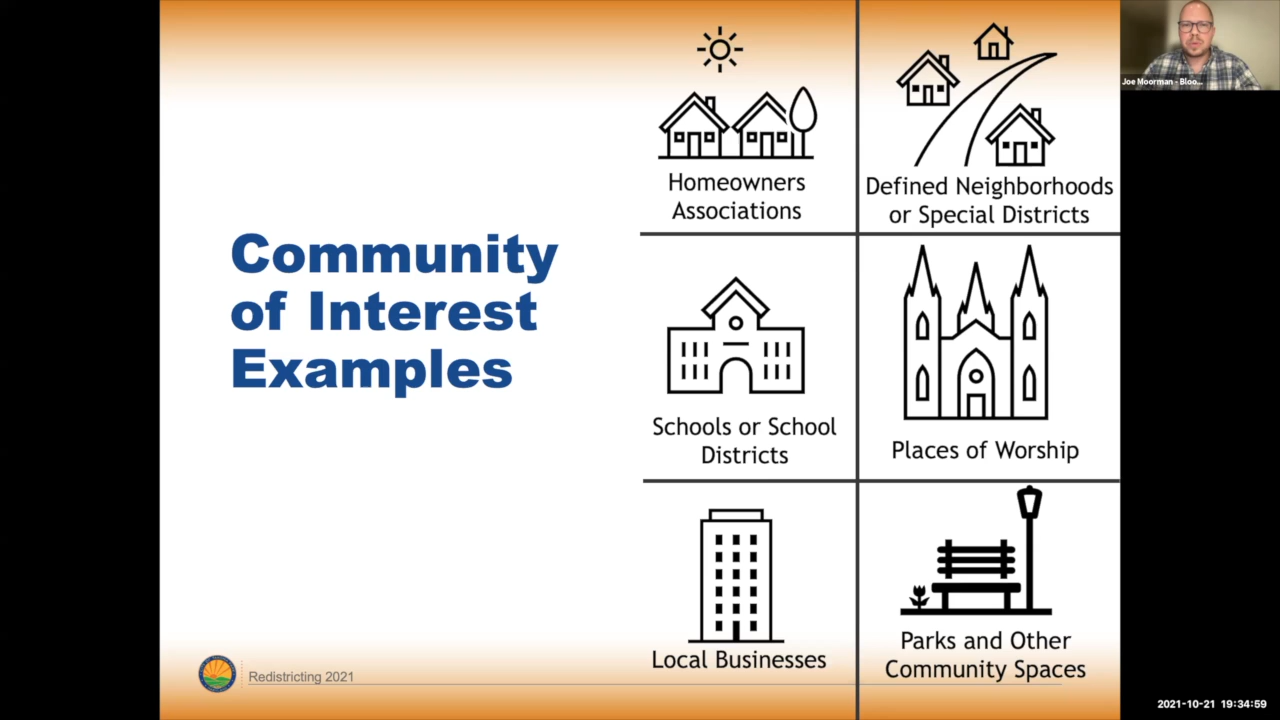 Joe Moorman - Bloo...
Homeowners
Associations
Defined Neighborhoods
or Special Districts
Community
of Interest
Examples
Schools or School
Districts
Places of Worship
Local Businesses
Parks and Other
Community Spaces
Redistricting 2021
2021-10-21 19:34:59